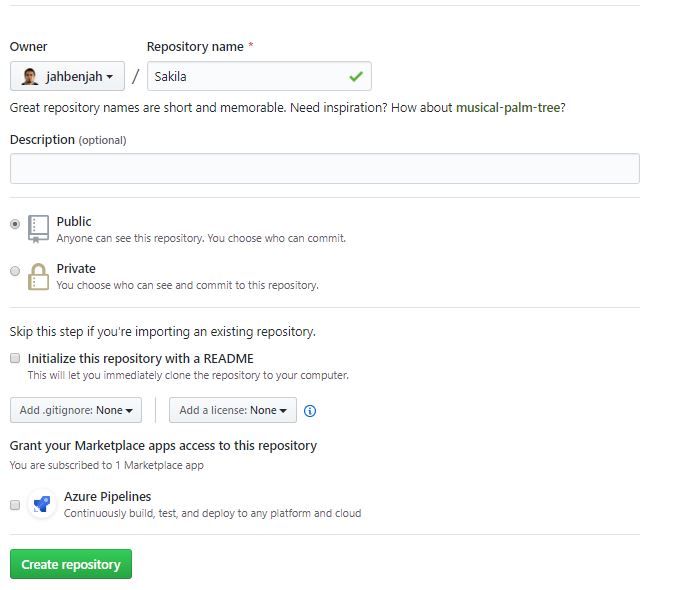 Owner
Repository name *
jahbenjah / Sakila
Great repository names are short and memorable. Need inspiration? How about musical-palm-tree?
Description (optional)
Public
Anyone can see this repository. You choose who can commit.
Private
You choose who can see and commit to this repository.
Skip this step if you're importing an existing repository.
Initialize this repository with a README
This will let you immediately clone the repository to your computer.
Add .gitignore: None
Add a license: None
Grant your Marketplace apps access to this repository
You are subscribed to 1 Marketplace app
Azure Pipelines
Continuously build, test, and deploy to any platform and cloud
Create repository